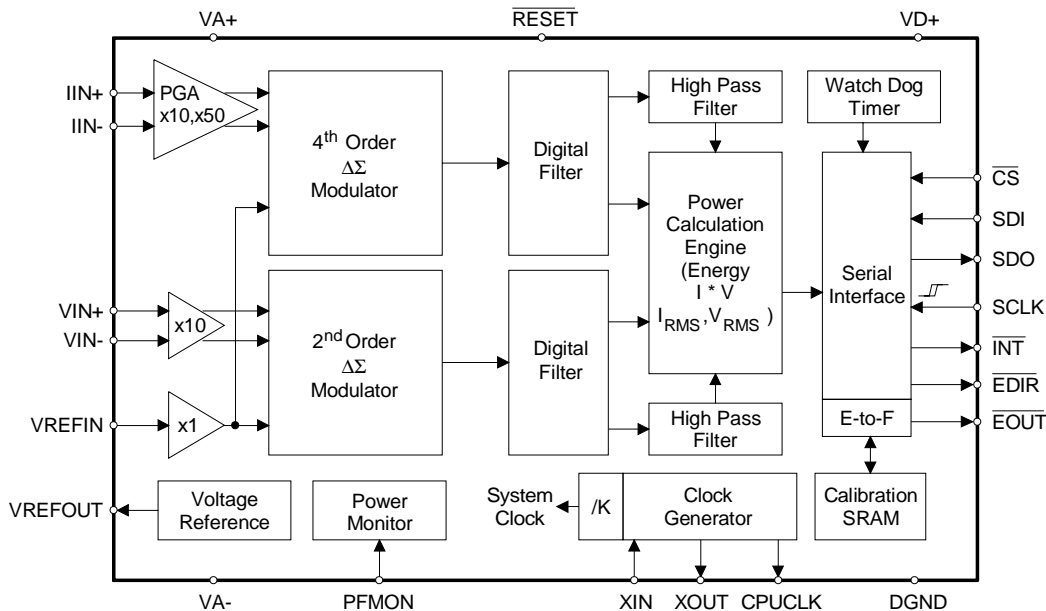 VA+
RESET
VD+
IIN+
IIN-
PGA
x10,x50
4th Order
ΔΣ
Modulator
Digital
Filter
High Pass
Filter
Watch Dog
Timer
Power
Calculation
Engine
(Energy
I * V
IRMS,VRMS )
Serial
Interface
CS
SDI
SDO
SCLK
INT
EDIR
EOUT
VIN+
VIN-
x10
2nd Order
ΔΣ
Modulator
Digital
Filter
High Pass
Filter
E-to-F
VREFIN
x1
VREFOUT
Voltage
Reference
Power
Monitor
System
Clock
/K
Clock
Generator
Calibration
SRAM
VA-
PFMON
XIN
XOUT
CPUCLK
DGND